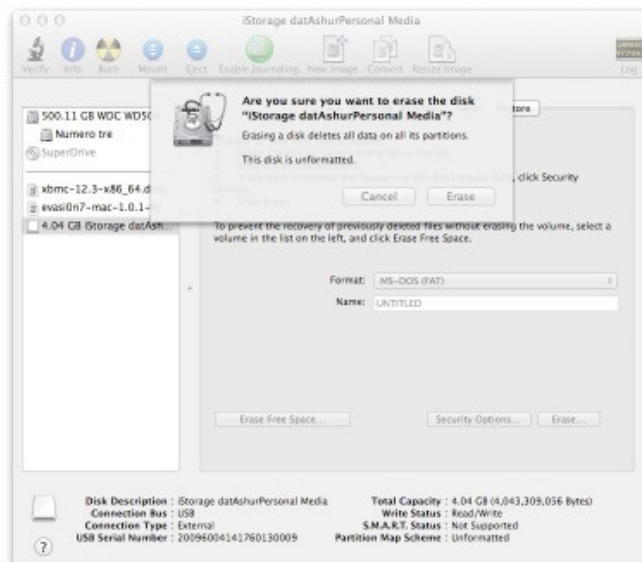 iStorage datAshurPersonal Media
Verify Info Burn Mount Eject Enable Journaling New Image Convert Resize Image Log
Are you sure you want to erase the disk
"iStorage datAshurPersonal Media"?
Erasing a disk deletes all data on all its partitions.
This disk is unformatted.
Cancel Erase
500.11 GB WDC WD50
Numero tre
SuperDrive
xbmc-12.3-x86_64.d
evasi0n7-mac-1.0.1-
4.04 GB iStorage datAsh...
store
, click Security
To prevent the recovery of previously deleted files without erasing the volume, select a
volume in the list on the left, and click Erase Free Space.
Format: MS-DOS (FAT)
Name: UNTITLED
Erase Free Space... Security Options... Erase...
Disk Description : iStorage datAshurPersonal Media
Connection Bus : USB
Connection Type : External
USB Serial Number : 20096004141760130009
Total Capacity : 4.04 GB (4,043,309,056 Bytes)
Write Status : Read/Write
S.M.A.R.T. Status : Not Supported
Partition Map Scheme : Unformatted
?